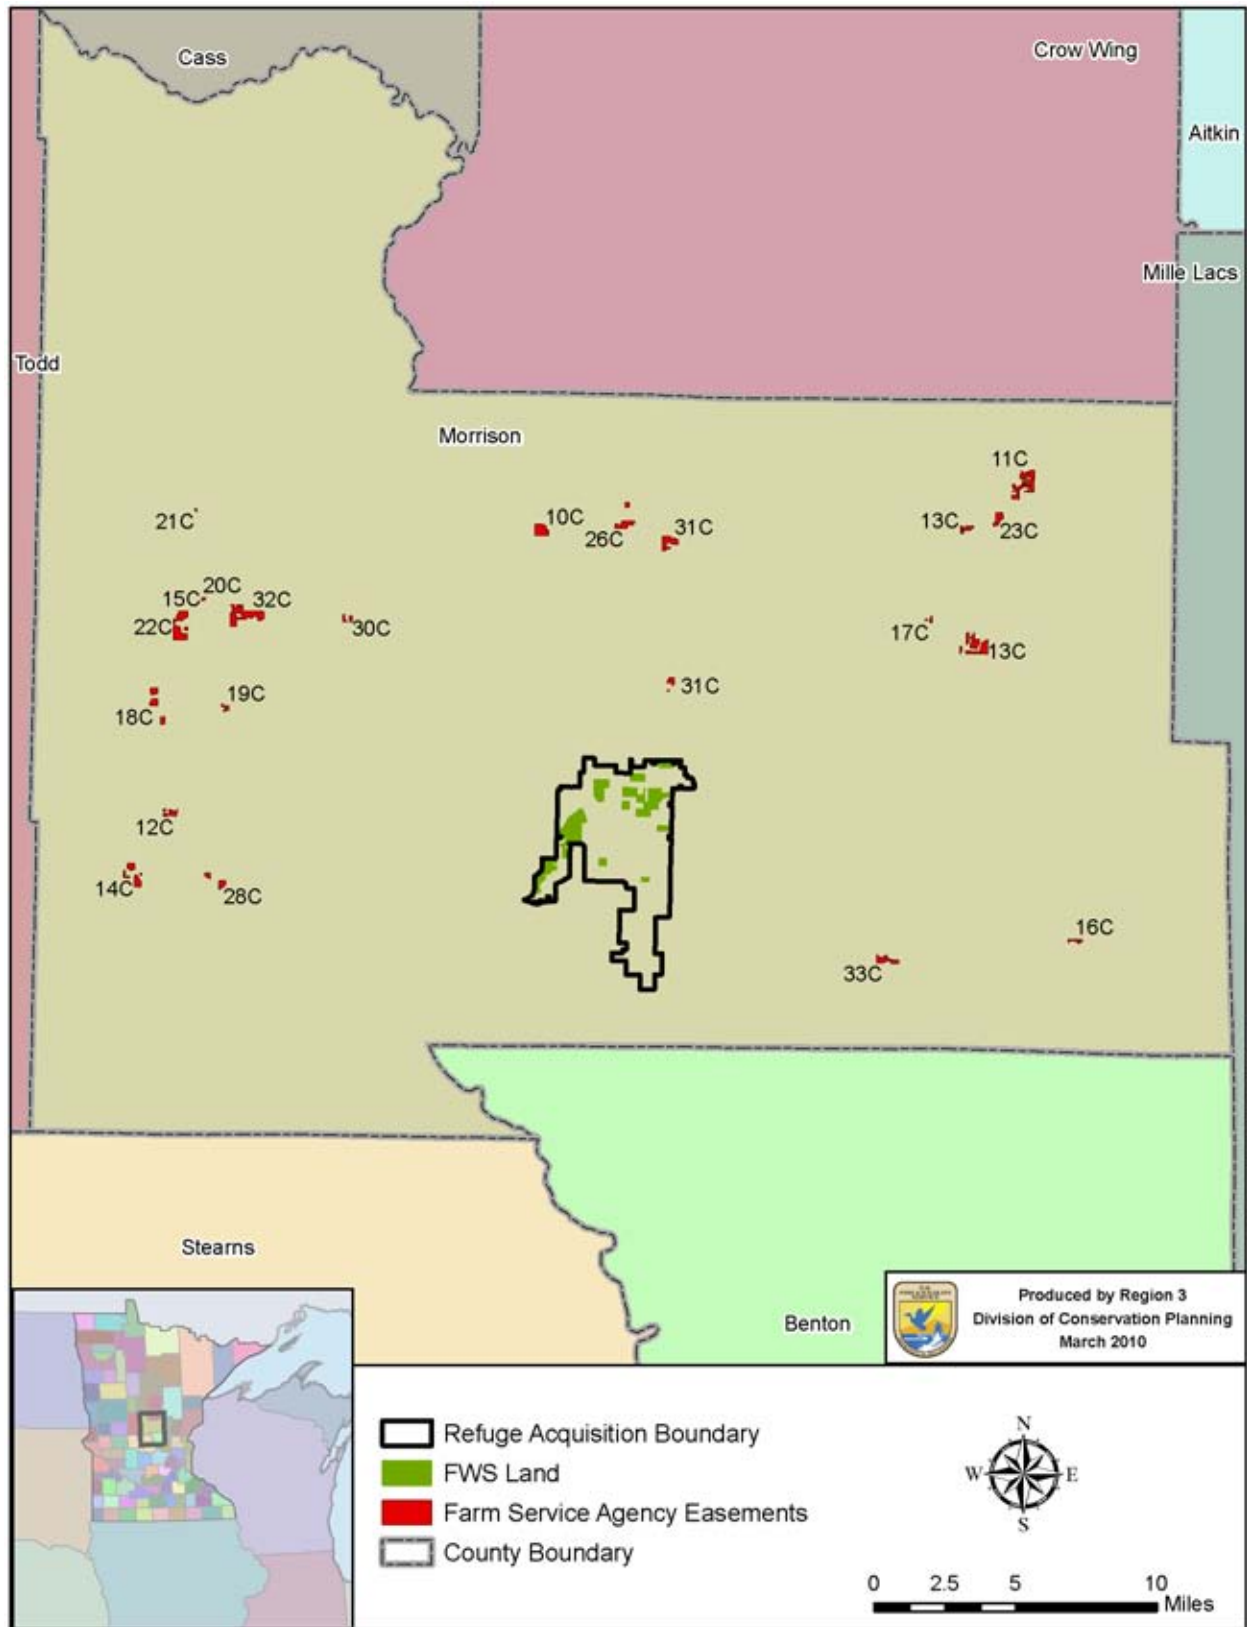 Cass
Crow Wing
Aitkin
Mille Lacs
Todd
Morrison
11C
21C
10C
26C
31C
13C
23C
20C
15C
32C
22C
30C
17C
13C
31C
19C
18C
12C
14C
28C
16C
33C
Stearns
Benton
Produced by Region 3
Division of Conservation Planning
March 2010
Refuge Acquisition Boundary
FWS Land
Farm Service Agency Easements
County Boundary
N
W
E
S
0 2.5 5 10
Miles